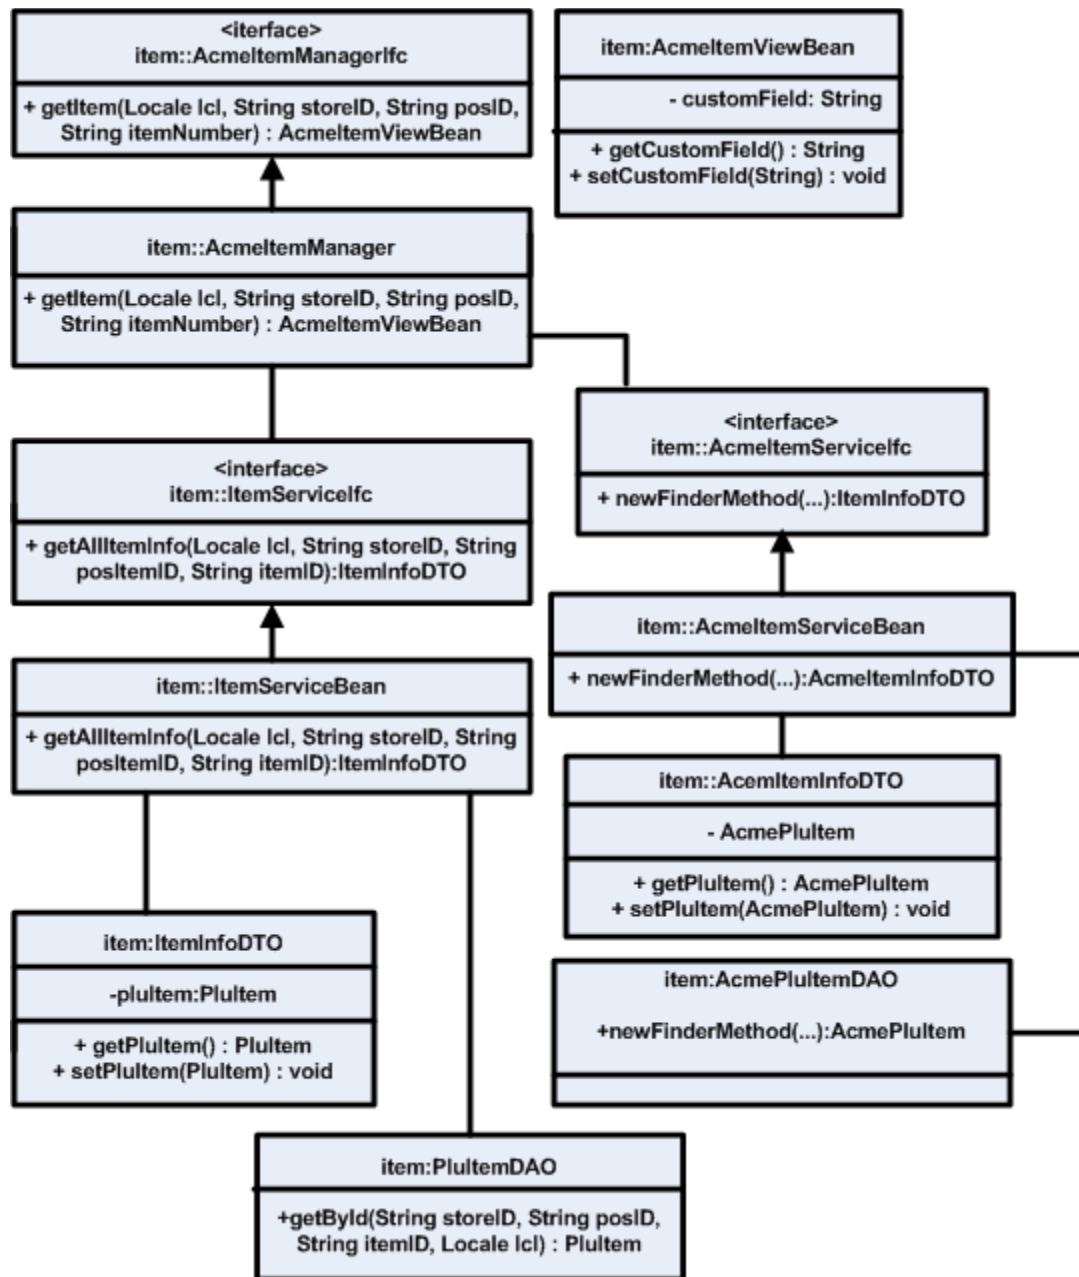 <iterface>
item::AcmeItemManagerIfc
+ getItem(Locale lcl, String storeID, String posID,
String itemNumber) : AcmeItemViewBean
item:AcmeItemViewBean
- customField: String
+ getCustomField() : String
+ setCustomField(String) : void
item::AcmeItemManager
+ getItem(Locale lcl, String storeID, String posID,
String itemNumber) : AcmeItemViewBean
<interface>
item::AcmeItemServiceIfc
+ newFinderMethod(...):ItemInfoDTO
<interface>
item::ItemServiceIfc
+ getAllItemInfo(Locale lcl, String storeID, String
posItemID, String itemID):ItemInfoDTO
item::AcmeItemServiceBean
+ newFinderMethod(...):AcmeItemInfoDTO
item::ItemServiceBean
+ getAllItemInfo(Locale lcl, String storeID, String
posItemID, String itemID):ItemInfoDTO
item::AcemItemInfoDTO
- AcmePluItem
+ getPluItem() : AcmePluItem
+ setPluItem(AcmePluItem) : void
item:ItemInfoDTO
-pluItem:PluItem
+ getPluItem() : PluItem
+ setPluItem(PluItem) : void
item:AcmePluItemDAO
+newFinderMethod(...):AcmePluItem
item:PluItemDAO
+getById(String storeID, String posID,
String itemID, Locale lcl) : PluItem